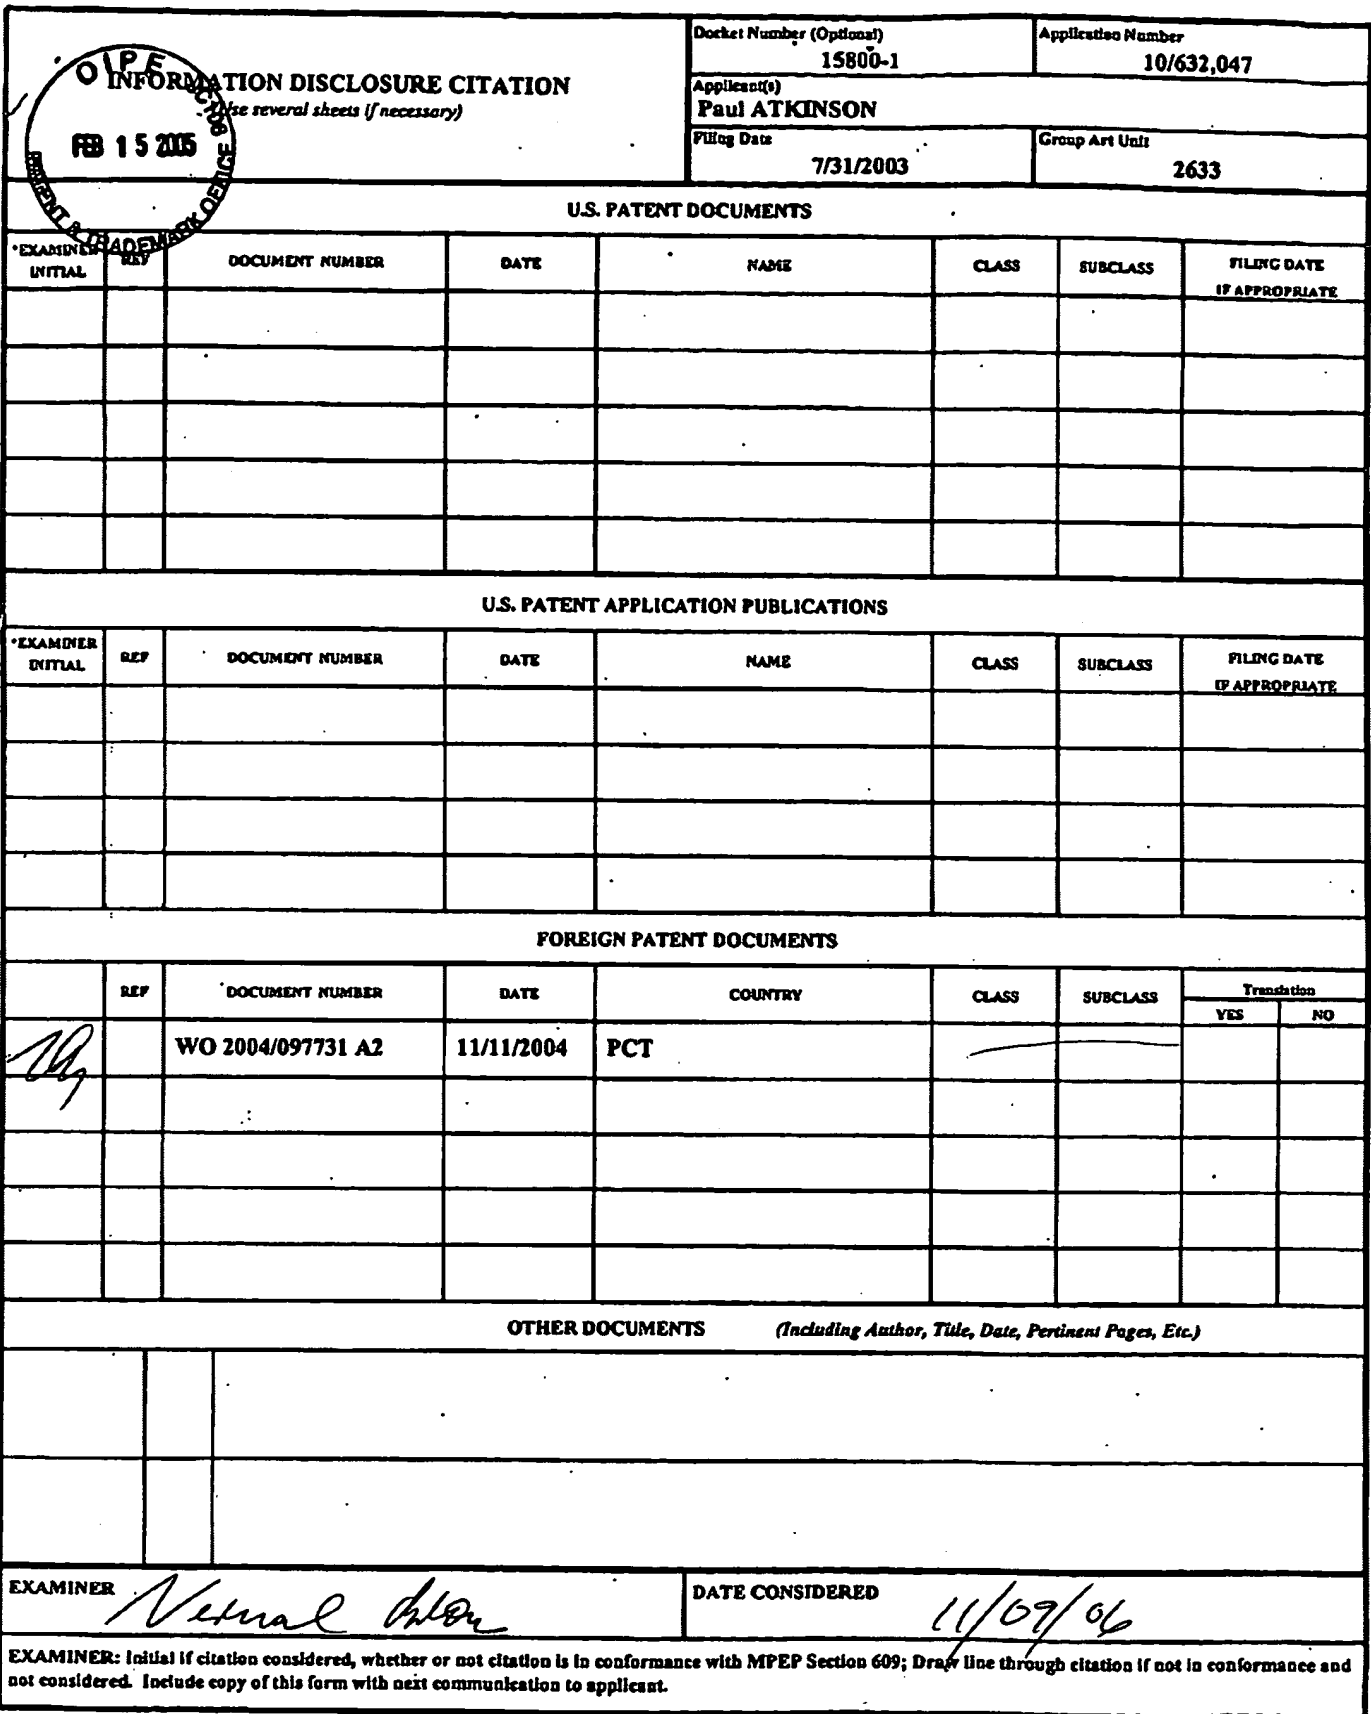 Docket Number (Optional)
15800-1
Application Number
10/632,047
OIPE
INFORMATION DISCLOSURE CITATION
(Use several sheets if necessary)
FEB 15 2005
PATENT & TRADEMARK OFFICE
Applicant(s)
Paul ATKINSON
Filing Date
7/31/2003
Group Art Unit
2633
U.S. PATENT DOCUMENTS
*EXAMINER INITIAL REF DOCUMENT NUMBER DATE NAME CLASS SUBCLASS FILING DATE IF APPROPRIATE
U.S. PATENT APPLICATION PUBLICATIONS
*EXAMINER INITIAL REF DOCUMENT NUMBER DATE NAME CLASS SUBCLASS FILING DATE IF APPROPRIATE
FOREIGN PATENT DOCUMENTS
REF DOCUMENT NUMBER DATE COUNTRY CLASS SUBCLASS Translation
YES NO
WO 2004/097731 A2 11/11/2004 PCT
OTHER DOCUMENTS (Including Author, Title, Date, Pertinent Pages, Etc.)
EXAMINER Vernal
DATE CONSIDERED 11/09/06
EXAMINER: Initial if citation considered, whether or not citation is in conformance with MPEP Section 609; Draw line through citation if not in conformance and
not considered. Include copy of this form with next communication to applicant.